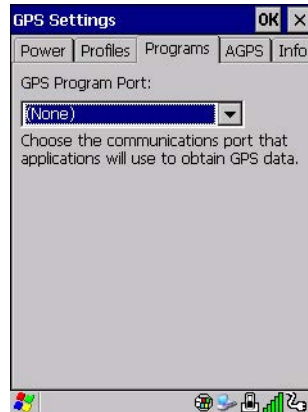 GPS Settings OK ×
Power Profiles Programs AGPS Info
GPS Program Port:
(None)
Choose the communications port that
applications will use to obtain GPS data.